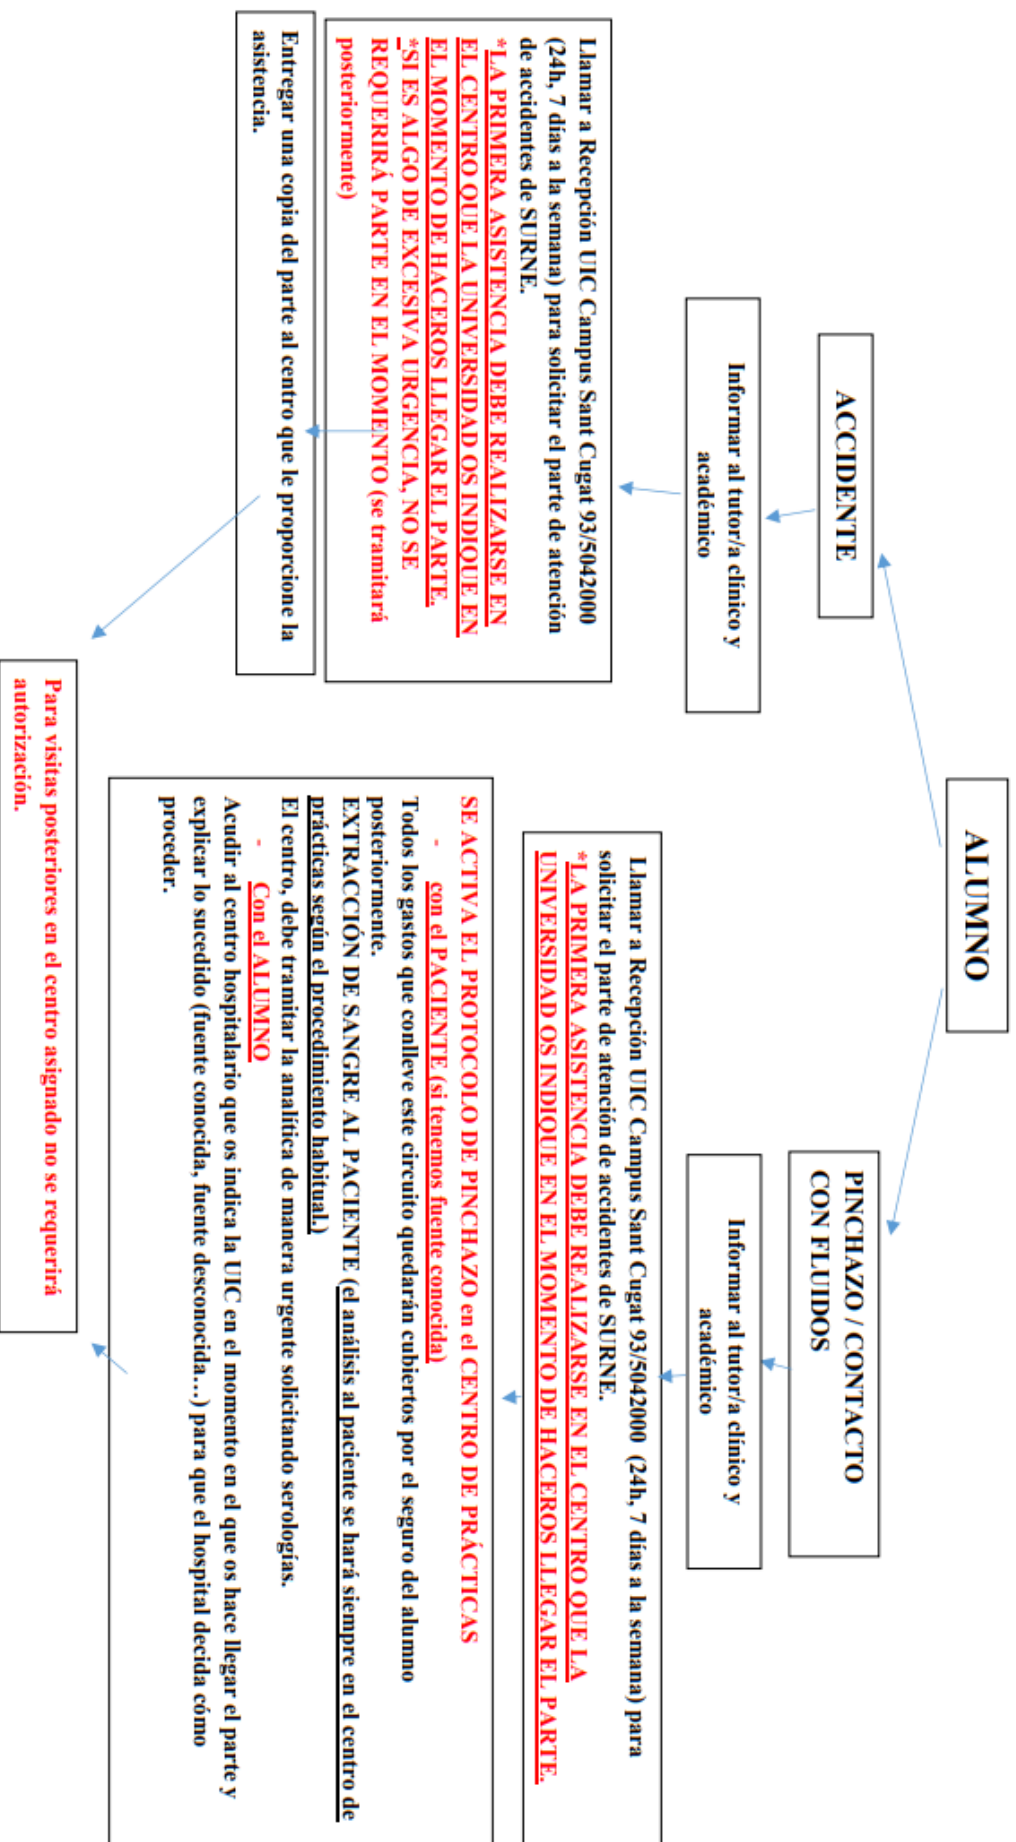 ALUMNO
ACCIDENTE
Informar al tutor/a clínico y
académico
Llamar a Recepción UIC Campus Sant Cugat 93/5042000
(24h, 7 días a la semana) para solicitar el parte de atención
de accidentes de SURNE.
*LA PRIMERA ASISTENCIA DEBE REALIZARSE EN
EL CENTRO QUE LA UNIVERSIDAD OS INDIQUE EN
EL MOMENTO DE HACEROS LLEGAR EL PARTE.
*SI ES ALGO DE EXCESIVA URGENCIA, NO SE
REQUERIRÁ PARTE EN EL MOMENTO (se tramitará
posteriormente)
Entregar una copia del parte al centro que le proporcione la
asistencia.
PINCHAZO / CONTACTO
CON FLUIDOS
Informar al tutor/a clínico y
académico
Llamar a Recepción UIC Campus Sant Cugat 93/5042000 (24h, 7 días a la semana) para
solicitar el parte de atención de accidentes de SURNE.
*LA PRIMERA ASISTENCIA DEBE REALIZARSE EN EL CENTRO QUE LA
UNIVERSIDAD OS INDIQUE EN EL MOMENTO DE HACEROS LLEGAR EL PARTE.
SE ACTIVA EL PROTOCOLO DE PINCHAZO en el CENTRO DE PRÁCTICAS
- con el PACIENTE (si tenemos fuente conocida)
Todos los gastos que conlleve este circuito quedarán cubiertos por el seguro del alumno
posteriormente.
EXTRACCIÓN DE SANGRE AL PACIENTE (el análisis al paciente se hará siempre en el centro de
prácticas según el procedimiento habitual.)
El centro, debe tramitar la analítica de manera urgente solicitando serologías.
- Con el ALUMNO
Acudir al centro hospitalario que os indica la UIC en el momento en el que os hace llegar el parte y
explicar lo sucedido (fuente conocida, fuente desconocida…) para que el hospital decida cómo
proceder.
Para visitas posteriores en el centro asignado no se requerirá
autorización.